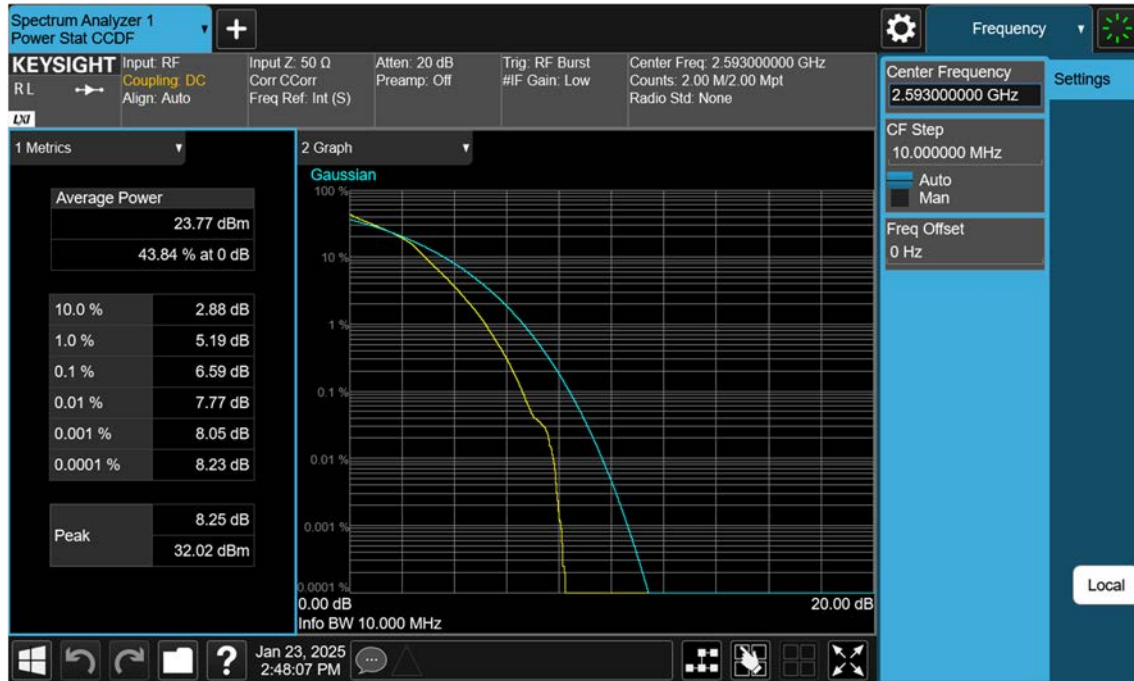 Spectrum Analyzer 1
Power Stat CCDF
+
Frequency
KEYSIGHT
RL
LXI
Input: RF
Coupling: DC
Align: Auto
Input Z: 50 Ω
Corr CCorr
Freq Ref: Int (S)
Atten: 20 dB
Preamp: Off
Trig: RF Burst
#IF Gain: Low
Center Freq: 2.593000000 GHz
Counts: 2.00 M/2.00 Mpt
Radio Std: None
Center Frequency
2.593000000 GHz
Settings
CF Step
10.000000 MHz
Auto
Man
Freq Offset
0 Hz
1 Metrics
Average Power
23.77 dBm
43.84 % at 0 dB
10.0 % 2.88 dB
1.0 % 5.19 dB
0.1 % 6.59 dB
0.01 % 7.77 dB
0.001 % 8.05 dB
0.0001 % 8.23 dB
Peak
8.25 dB
32.02 dBm
2 Graph
Gaussian
100 %
10 %
1 %
0.1 %
0.01 %
0.001 %
0.0001 %
0.00 dB 20.00 dB
Info BW 10.000 MHz
Local
?
Jan 23, 2025
2:48:07 PM